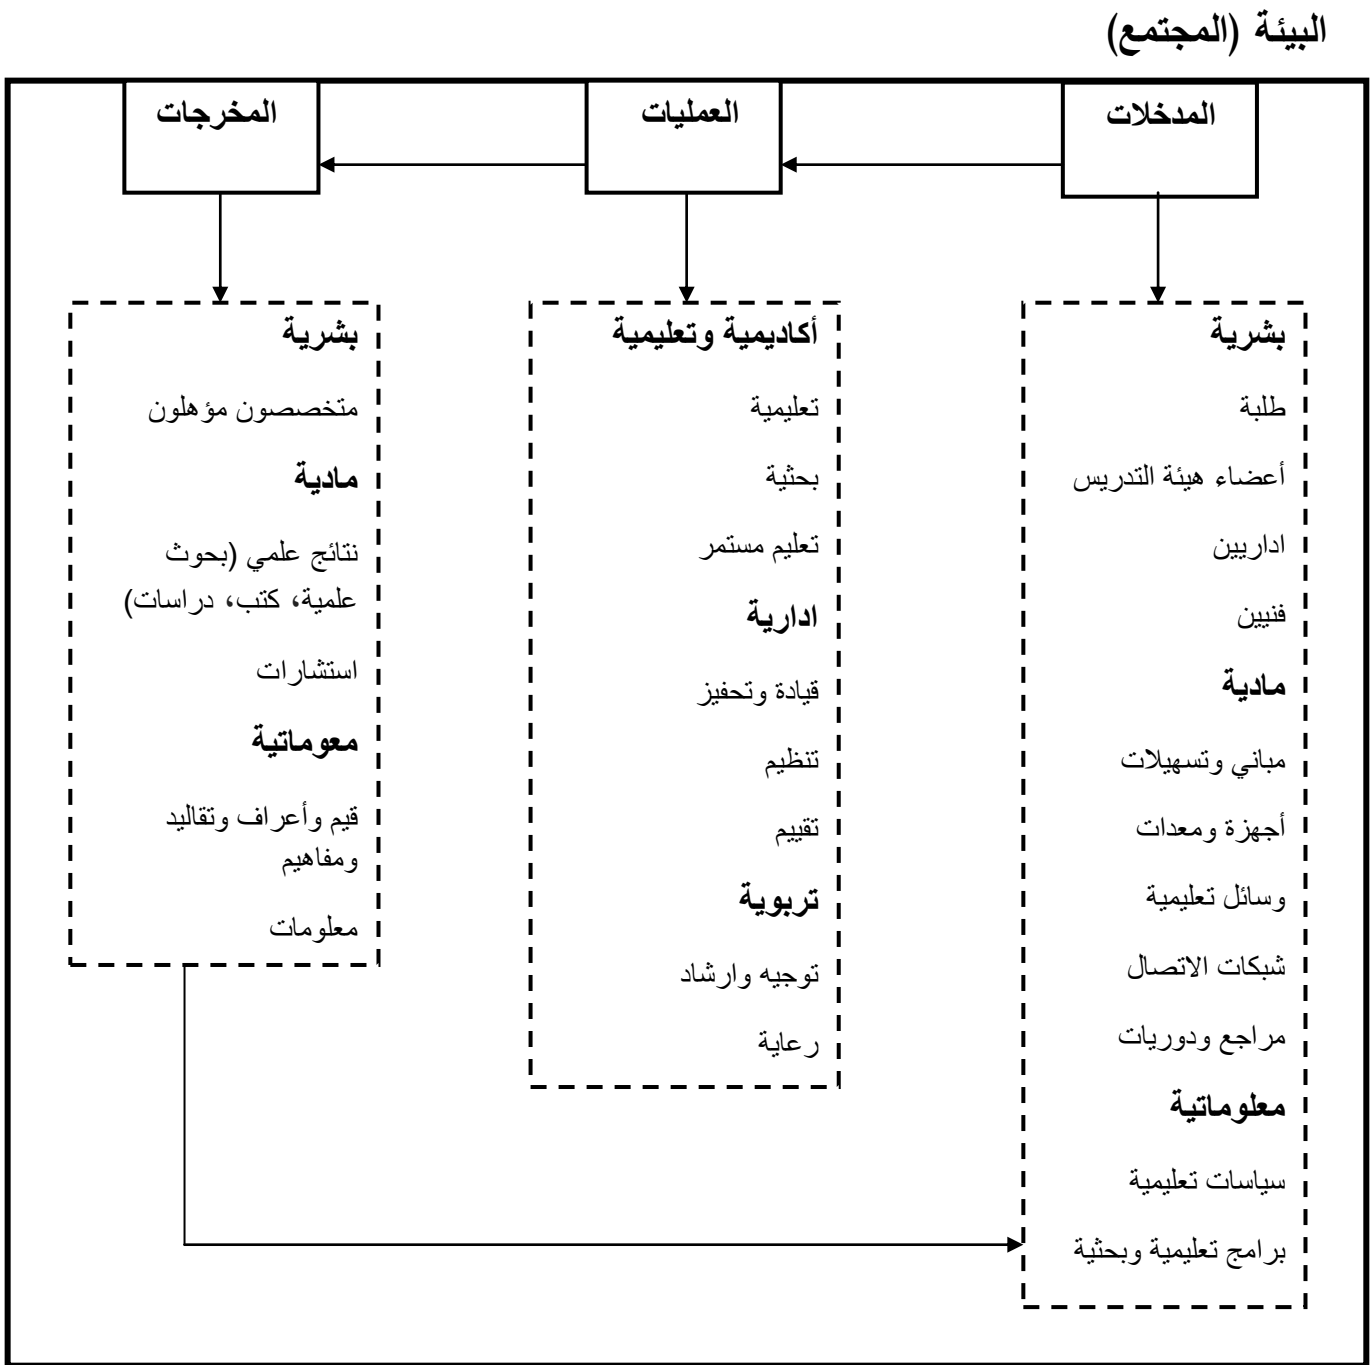 البيئة (المجتمع)
المدخلات
العمليات
المخرجات
بشرية
طلبة
أعضاء هيئة التدريس
اداريين
فنيين
مادية
مباني وتسهيلات
أجهزة ومعدات
وسائل تعليمية
شبكات الاتصال
مراجع ودوريات
معلوماتية
سياسات تعليمية
برامج تعليمية وبحثية
أكاديمية وتعليمية
تعليمية
بحثية
تعليم مستمر
ادارية
قيادة وتحفيز
تنظيم
تقييم
تربوية
توجيه وارشاد
رعاية
بشرية
متخصصون مؤهلون
مادية
نتائج علمي (بحوث
علمية، كتب، دراسات)
استشارات
معوماتية
قيم وأعراف وتقاليد
ومفاهيم
معلومات